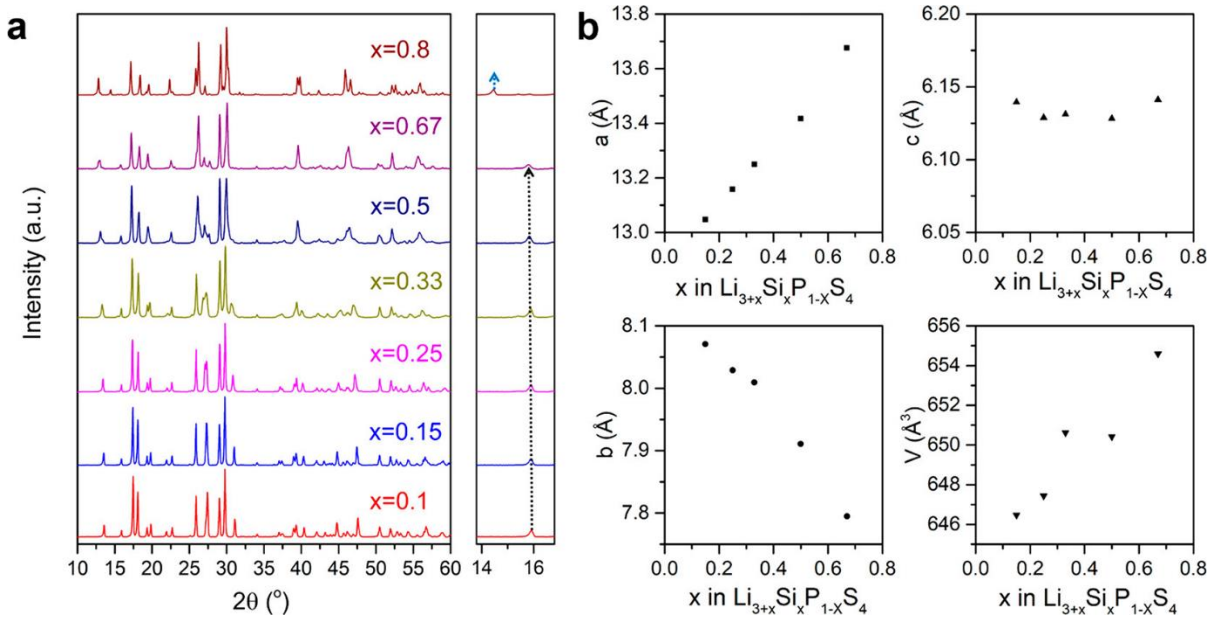 a
x=0.8
x=0.67
x=0.5
x=0.33
x=0.25
x=0.15
x=0.1
Intensity (a.u.)
10 15 20 25 30 35 40 45 50 55 60
14 16
2θ (°)
b
13.8
13.6
13.4
13.2
13.0
a (Å)
0.0 0.2 0.4 0.6 0.8
x in Li₃₊ₓSiₓP₁₋XS₄
6.20
6.15
6.10
6.05
c (Å)
0.0 0.2 0.4 0.6 0.8
x in Li₃₊ₓSiₓP₁₋XS₄
8.1
8.0
7.9
7.8
b (Å)
0.0 0.2 0.4 0.6 0.8
x in Li₃₊ₓSiₓP₁₋XS₄
656
654
652
650
648
646
V (Å³)
0.0 0.2 0.4 0.6 0.8
x in Li₃₊ₓSiₓP₁₋XS₄